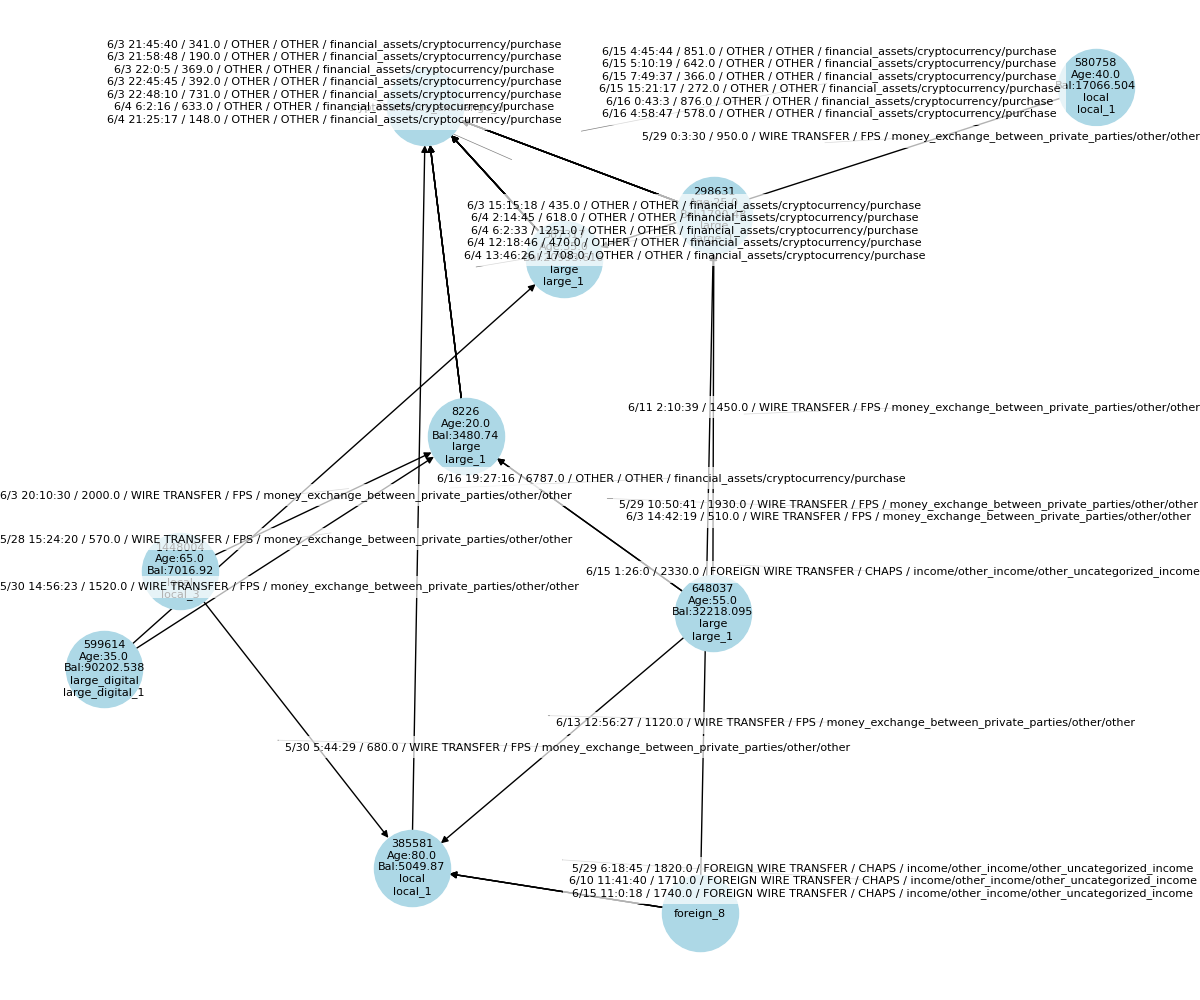 6/3 21:45:40 / 341.0 / OTHER / OTHER / financial_assets/cryptocurrency/purchase
6/3 21:58:48 / 190.0 / OTHER / OTHER / financial_assets/cryptocurrency/purchase
6/3 22:0:5 / 369.0 / OTHER / OTHER / financial_assets/cryptocurrency/purchase
6/3 22:45:45 / 392.0 / OTHER / OTHER / financial_assets/cryptocurrency/purchase
6/3 22:48:10 / 731.0 / OTHER / OTHER / financial_assets/cryptocurrency/purchase
6/4 6:2:16 / 633.0 / OTHER / OTHER / financial_assets/cryptocurrency/purchase
6/4 21:25:17 / 148.0 / OTHER / OTHER / financial_assets/cryptocurrency/purchase
6/15 4:45:44 / 851.0 / OTHER / OTHER / financial_assets/cryptocurrency/purchase
6/15 5:10:19 / 642.0 / OTHER / OTHER / financial_assets/cryptocurrency/purchase
6/15 7:49:37 / 366.0 / OTHER / OTHER / financial_assets/cryptocurrency/purchase
6/15 15:21:17 / 272.0 / OTHER / OTHER / financial_assets/cryptocurrency/purchase
6/16 0:43:3 / 876.0 / OTHER / OTHER / financial_assets/cryptocurrency/purchase
6/16 4:58:47 / 578.0 / OTHER / OTHER / financial_assets/cryptocurrency/purchase
580758
Age:40.0
Bal:17066.504
local
local_1
5/29 0:3:30 / 950.0 / WIRE TRANSFER / FPS / money_exchange_between_private_parties/other/other
298631
6/3 15:15:18 / 435.0 / OTHER / OTHER / financial_assets/cryptocurrency/purchase
6/4 2:14:45 / 618.0 / OTHER / OTHER / financial_assets/cryptocurrency/purchase
6/4 6:2:33 / 1251.0 / OTHER / OTHER / financial_assets/cryptocurrency/purchase
6/4 12:18:46 / 470.0 / OTHER / OTHER / financial_assets/cryptocurrency/purchase
6/4 13:46:26 / 1708.0 / OTHER / OTHER / financial_assets/cryptocurrency/purchase
large
large_1
8226
Age:20.0
Bal:3480.74
large
large_1
6/11 2:10:39 / 1450.0 / WIRE TRANSFER / FPS / money_exchange_between_private_parties/other/other
6/16 19:27:16 / 6787.0 / OTHER / OTHER / financial_assets/cryptocurrency/purchase
6/3 20:10:30 / 2000.0 / WIRE TRANSFER / FPS / money_exchange_between_private_parties/other/other
5/29 10:50:41 / 1930.0 / WIRE TRANSFER / FPS / money_exchange_between_private_parties/other/other
6/3 14:42:19 / 510.0 / WIRE TRANSFER / FPS / money_exchange_between_private_parties/other/other
5/28 15:24:20 / 570.0 / WIRE TRANSFER / FPS / money_exchange_between_private_parties/other/other
1448004
Age:65.0
Bal:7016.92
local
local_3
6/15 1:26:0 / 2330.0 / FOREIGN WIRE TRANSFER / CHAPS / income/other_income/other_uncategorized_income
5/30 14:56:23 / 1520.0 / WIRE TRANSFER / FPS / money_exchange_between_private_parties/other/other
648037
Age:55.0
Bal:32218.095
large
large_1
599614
Age:35.0
Bal:90202.538
large_digital
large_digital_1
6/13 12:56:27 / 1120.0 / WIRE TRANSFER / FPS / money_exchange_between_private_parties/other/other
5/30 5:44:29 / 680.0 / WIRE TRANSFER / FPS / money_exchange_between_private_parties/other/other
385581
Age:80.0
Bal:5049.87
local
local_1
5/29 6:18:45 / 1820.0 / FOREIGN WIRE TRANSFER / CHAPS / income/other_income/other_uncategorized_income
6/10 11:41:40 / 1710.0 / FOREIGN WIRE TRANSFER / CHAPS / income/other_income/other_uncategorized_income
6/15 11:0:18 / 1740.0 / FOREIGN WIRE TRANSFER / CHAPS / income/other_income/other_uncategorized_income
foreign_8